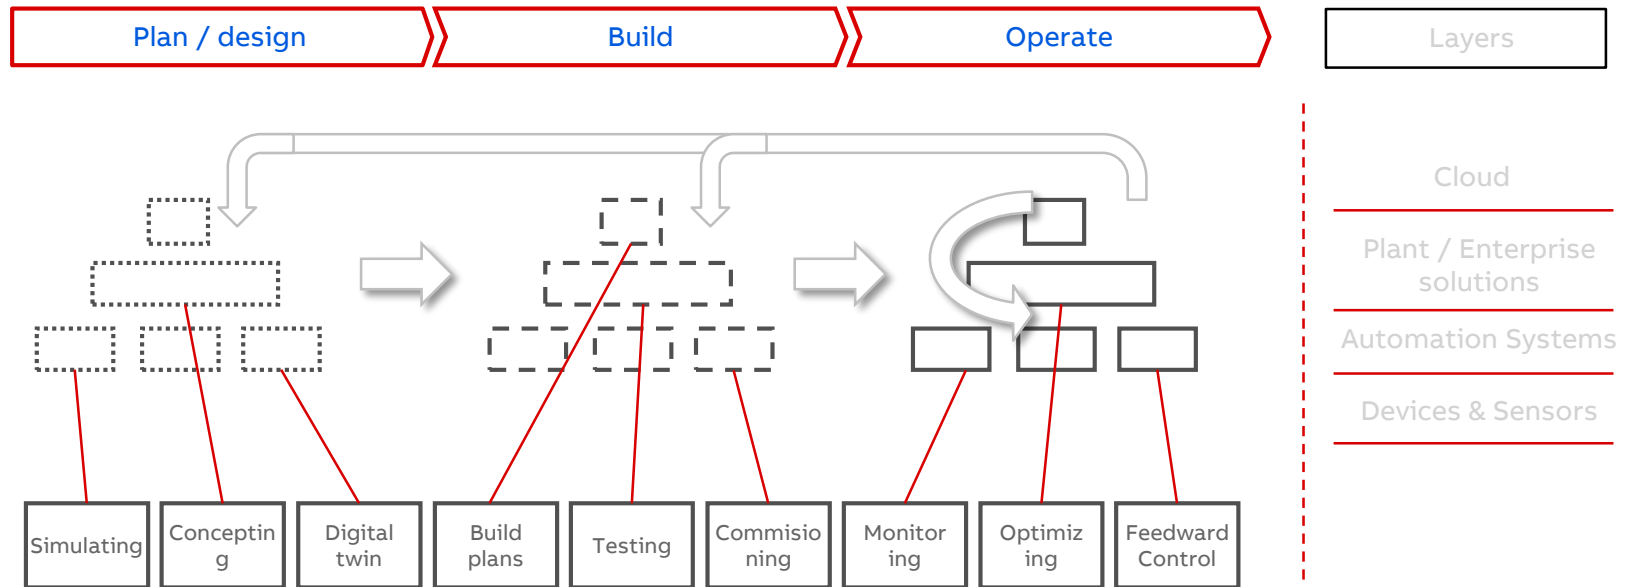 Plan / design
Build
Operate
Layers
Cloud
Plant / Enterprise
solutions
Automation Systems
Devices & Sensors
Simulating
Conceptin
g
Digital
twin
Build
plans
Testing
Commisio
ning
Monitor
ing
Optimiz
ing
Feedward
Control